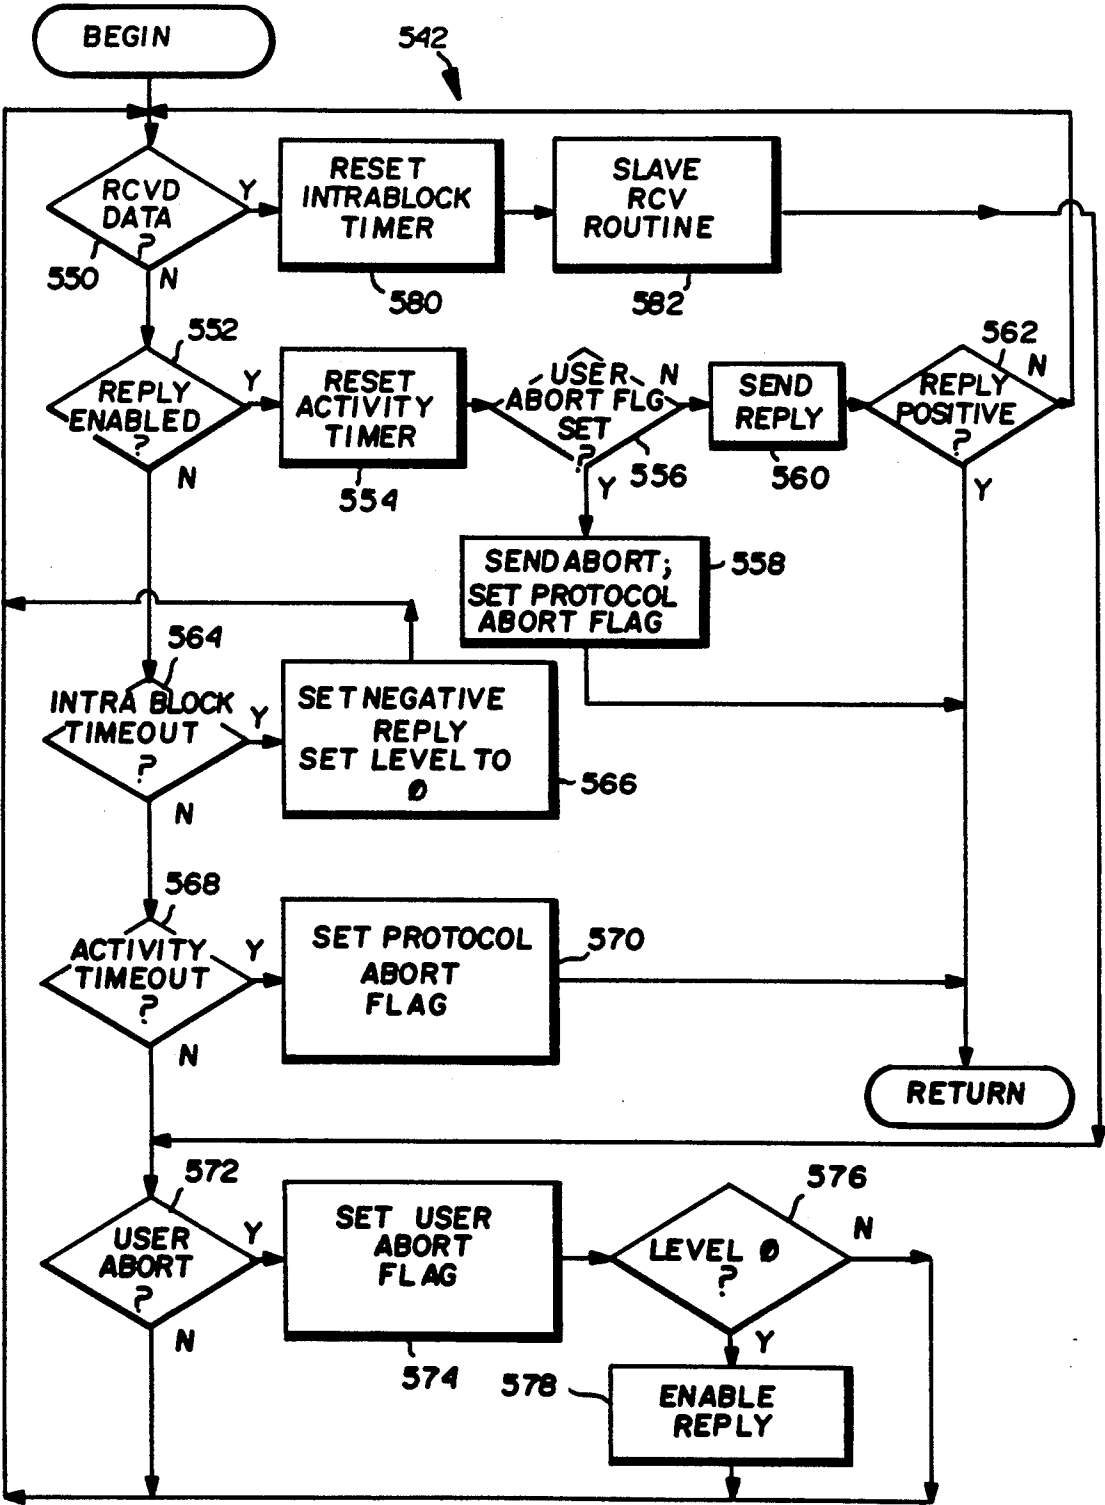 BEGIN
542
RCVD
DATA
?
550
Y
N
RESET
INTRABLOCK
TIMER
580
SLAVE
RCV
ROUTINE
582
552
REPLY
ENABLED
?
Y
N
RESET
ACTIVITY
TIMER
554
USER
ABORT FLG
SET
?
N
Y
556
SEND
REPLY
560
562
REPLY
POSITIVE
?
N
Y
SEND ABORT;
SET PROTOCOL
ABORT FLAG
558
564
INTRA BLOCK
TIMEOUT
?
Y
N
SET NEGATIVE
REPLY
SET LEVEL TO
Ø
566
568
ACTIVITY
TIMEOUT
?
Y
N
SET PROTOCOL
ABORT
FLAG
570
RETURN
572
USER
ABORT
?
Y
N
SET USER
ABORT
FLAG
574
576
LEVEL Ø
?
N
Y
578
ENABLE
REPLY